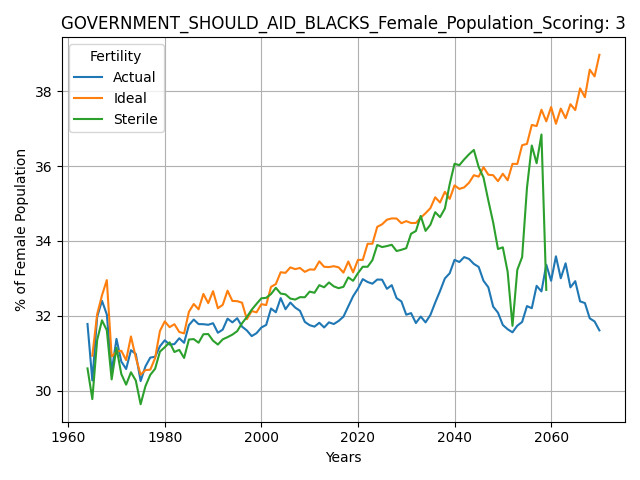 GOVERNMENT_SHOULD_AID_BLACKS_Female_Population_Scoring: 3
Fertility
Actual
Ideal
Sterile
% of Female Population
38
36
34
32
30
1960 1980 2000 2020 2040 2060
Years